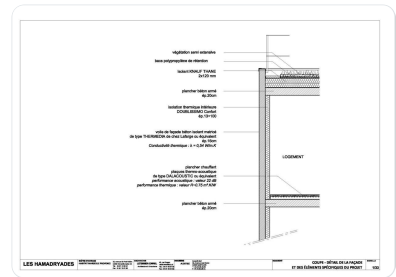 végétation semi extensive
bacs polypropylène de rétention
isolant KNAUF THANE
2x120 mm
plancher béton armé
ép.20cm
isolation thermique intérieure
DOUBLISSIMO Confort
ép.13+100
voile de façade béton isolant matricé
de type THERMEDIA de chez Lafarge ou équivalent
ép.16cm
Conductivité thermique : λ = 0,54 W/m.K
LOGEMENT
plancher chauffant
plaques thermo-acoustique
de type DALACOUSTIC ou équivalent
performance acoustique : valeur 22 dB
performance thermique : valeur R=0.75 m².K/W
plancher béton armé
ép.20cm
LES HAMADRYADES
COUPE - DÉTAIL DE LA FAÇADE
ET DES ÉLÉMENTS SPÉCIFIQUES DU PROJET
1/20